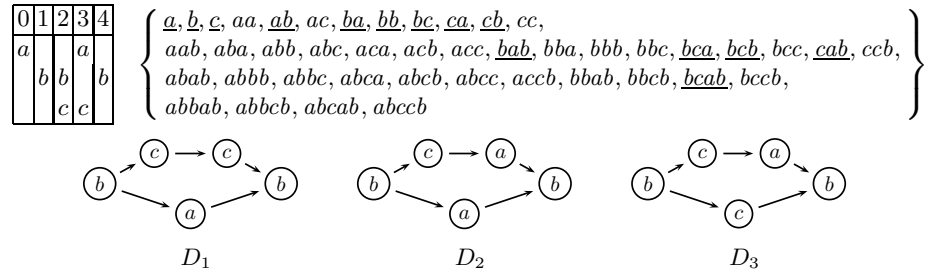 0 1 2 3 4
a a
b b b
c c
a, b, c, aa, ab, ac, ba, bb, bc, ca, cb, cc,
aab, aba, abb, abc, aca, acb, acc, bab, bba, bbb, bbc, bca, bcb, bcc, cab, ccb,
abab, abbb, abbc, abca, abcb, abcc, accb, bbab, bbcb, bcab, bccb,
abbab, abbcb, abcab, abccb
c c c a c a
b b b b b b
a a c
D1 D2 D3